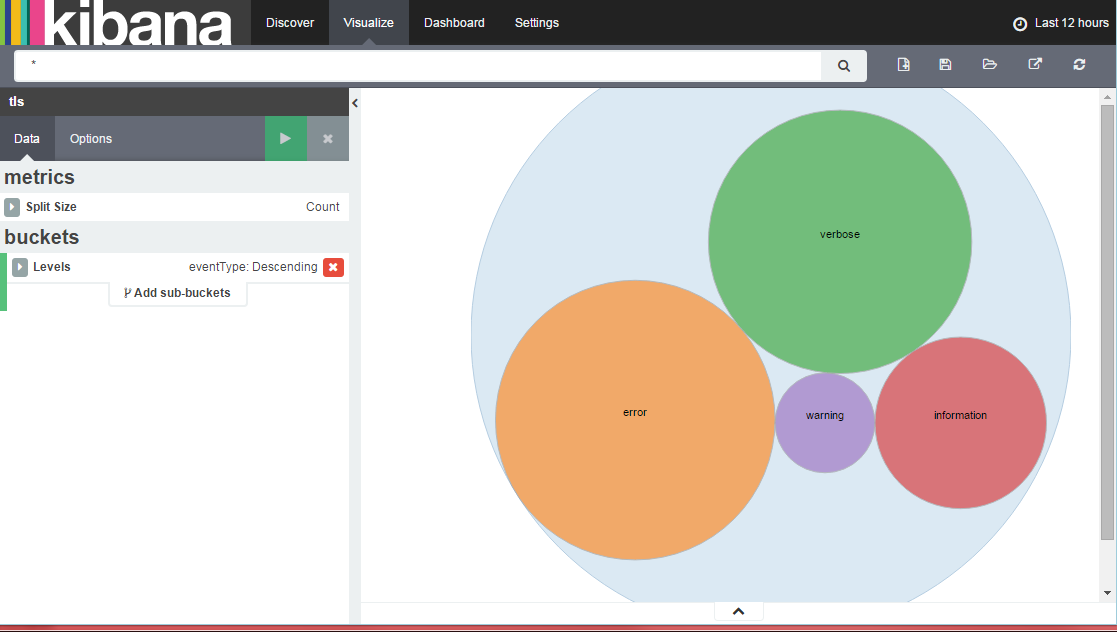 kibana
Discover
Visualize
Dashboard
Settings
Last 12 hours
*
tls
Data
Options
metrics
Split Size
Count
buckets
Levels
eventType: Descending
Add sub-buckets
verbose
error
warning
information